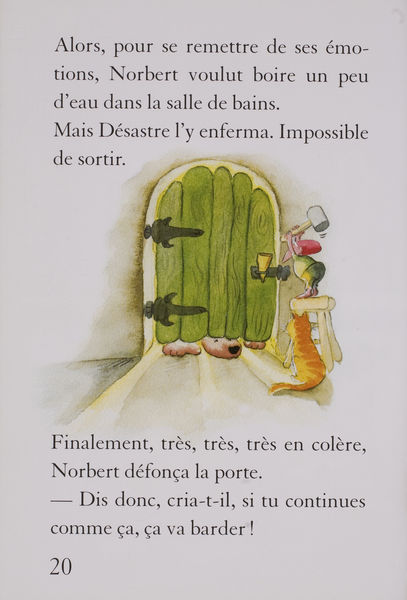 Alors, pour se remettre de ses émo-
tions, Norbert voulut boire un peu
d'eau dans la salle de bains.
Mais Désastre l'y enferma. Impossible
de sortir.
Finalement, très, très, très en colère,
Norbert défonça la porte.
— Dis donc, cria-t-il, si tu continues
comme ça, ça va barder !
20